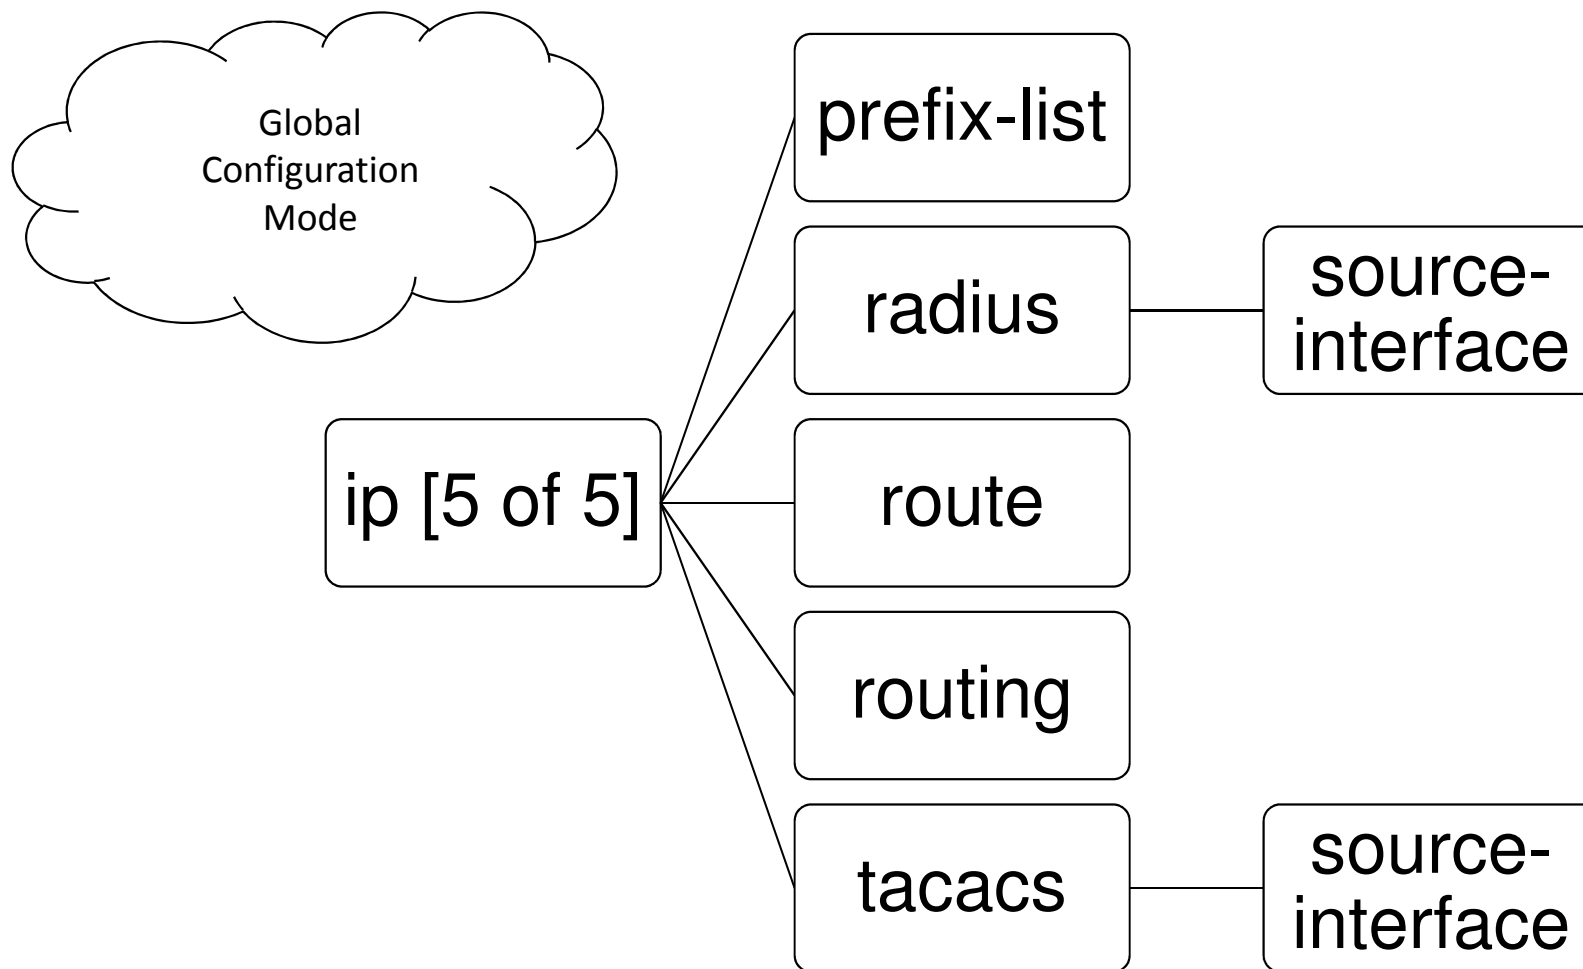 Global
Configuration
Mode
prefix-list
radius
source-
interface
ip [5 of 5]
route
routing
tacacs
source-
interface